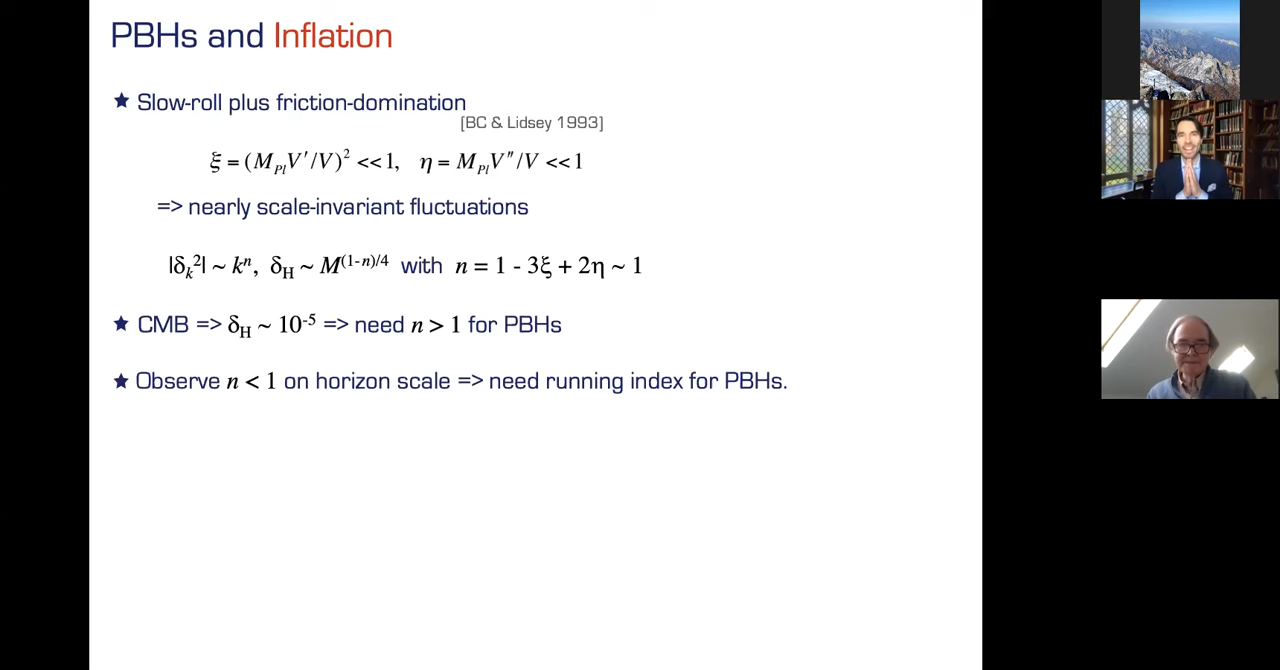 PBHs and Inflation
★ Slow-roll plus friction-domination
[BC & Lidsey 1993]
ξ = (M_Pl V′/V)² << 1, η = M_Pl V″/V << 1
=> nearly scale-invariant fluctuations
|δₖ²| ~ kⁿ, δ_H ~ M^(1-n)/4 with n = 1 - 3ξ + 2η ~ 1
★ CMB => δ_H ~ 10⁻⁵ => need n > 1 for PBHs
★ Observe n < 1 on horizon scale => need running index for PBHs.